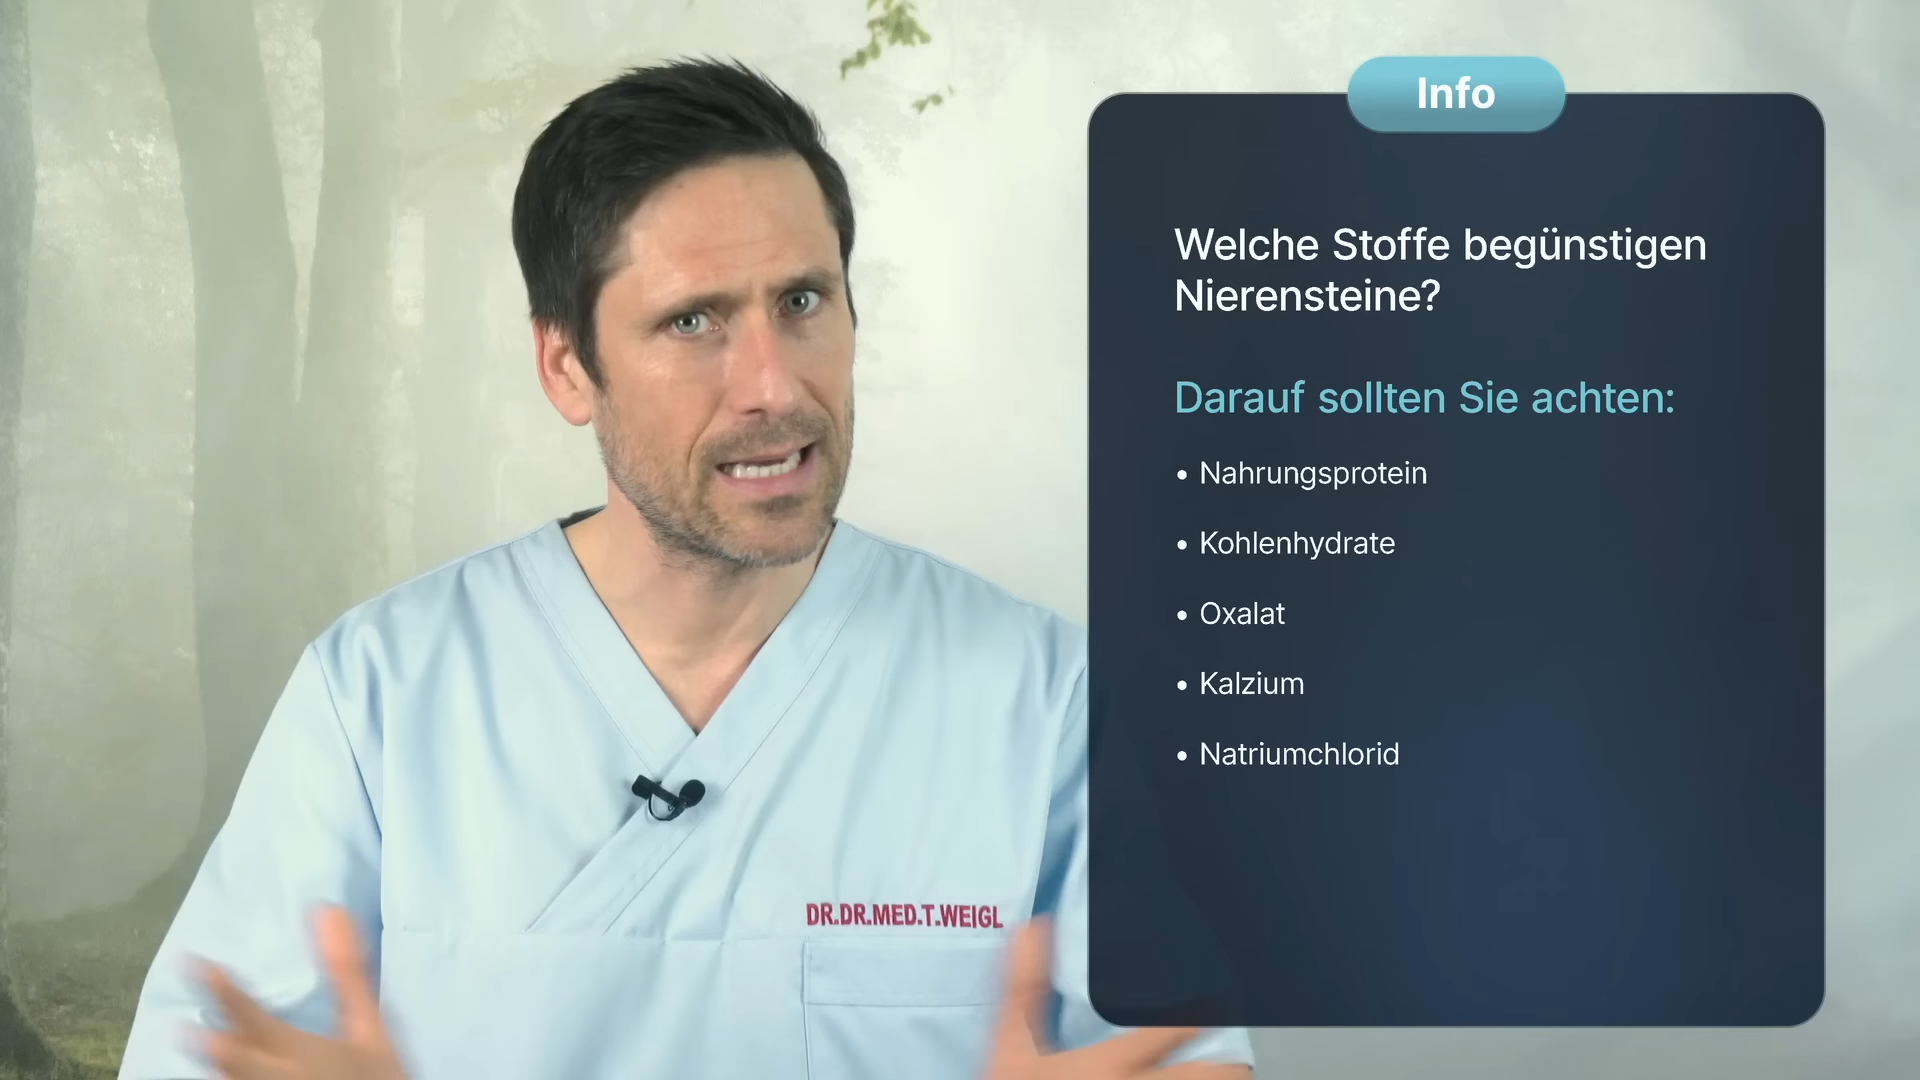 Info
Welche Stoffe begünstigen
Nierensteine?
Darauf sollten Sie achten:
• Nahrungsprotein
• Kohlenhydrate
• Oxalat
• Kalzium
• Natriumchlorid
DR.DR.MED.T.WEIGL